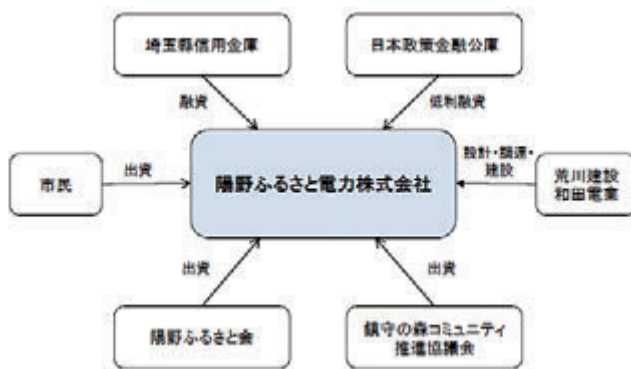 埼玉縣信用金庫
日本政策金融公庫
融資
低利融資
市民
出資
陽野ふるさと電力株式会社
設計・調達・
建設
荒川建設
和田電業
出資
出資
陽野ふるさと会
鎮守の森コミュニティ
推進協議会